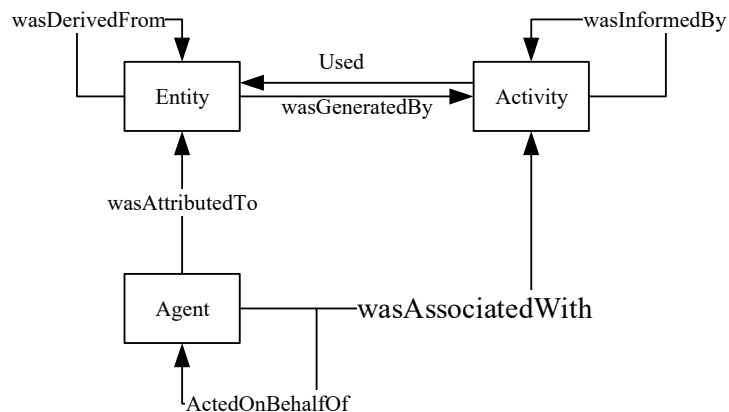 wasDerivedFrom
wasInformedBy
Used
Entity
Activity
wasGeneratedBy
wasAttributedTo
Agent
wasAssociatedWith
ActedOnBehalfOf